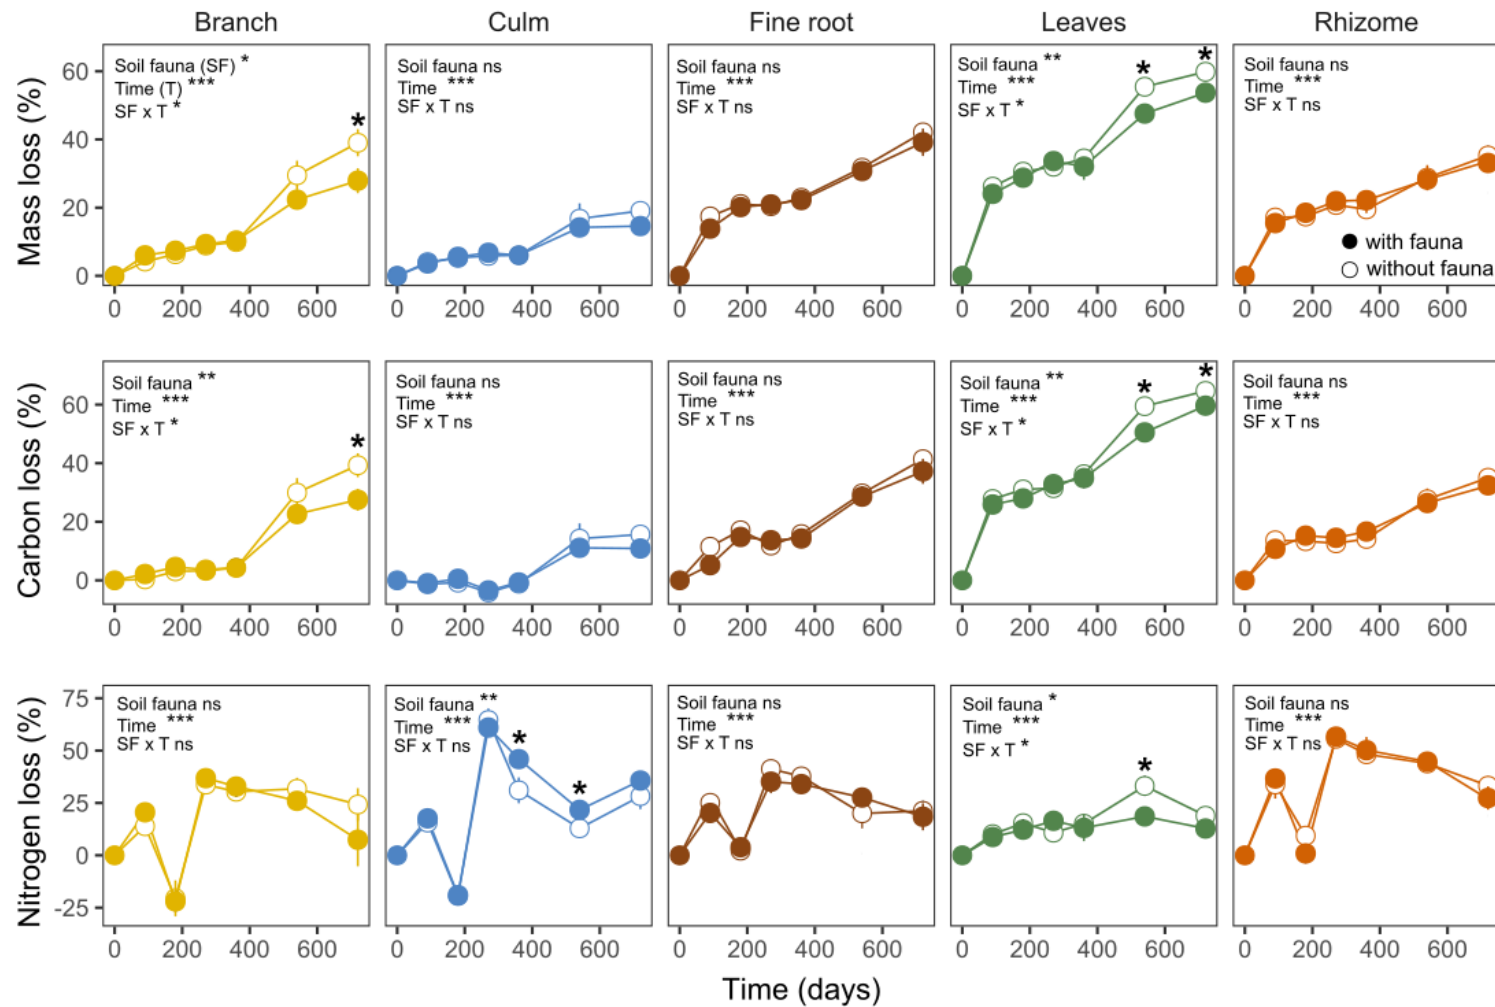 Branch Culm Fine root Leaves Rhizome
Mass loss (%)
60
40
20
0
Soil fauna (SF) *
Time (T) ***
SF x T *
*
Soil fauna ns
Time ***
SF x T ns
Soil fauna ns
Time ***
SF x T ns
Soil fauna **
Time ***
SF x T *
* *
Soil fauna ns
Time ***
SF x T ns
with fauna
without fauna
0 200 400 600 0 200 400 600 0 200 400 600 0 200 400 600 0 200 400 600
Carbon loss (%)
60
40
20
0
Soil fauna **
Time ***
SF x T *
*
Soil fauna ns
Time ***
SF x T ns
Soil fauna ns
Time ***
SF x T ns
Soil fauna **
Time ***
SF x T *
* *
Soil fauna ns
Time ***
SF x T ns
0 200 400 600 0 200 400 600 0 200 400 600 0 200 400 600 0 200 400 600
Nitrogen loss (%)
75
50
25
0
-25
Soil fauna ns
Time ***
SF x T ns
Soil fauna **
Time ***
SF x T ns
* *
Soil fauna ns
Time ***
SF x T ns
Soil fauna *
Time ***
SF x T *
*
Soil fauna ns
Time ***
SF x T ns
0 200 400 600 0 200 400 600 0 200 400 600 0 200 400 600 0 200 400 600
Time (days)